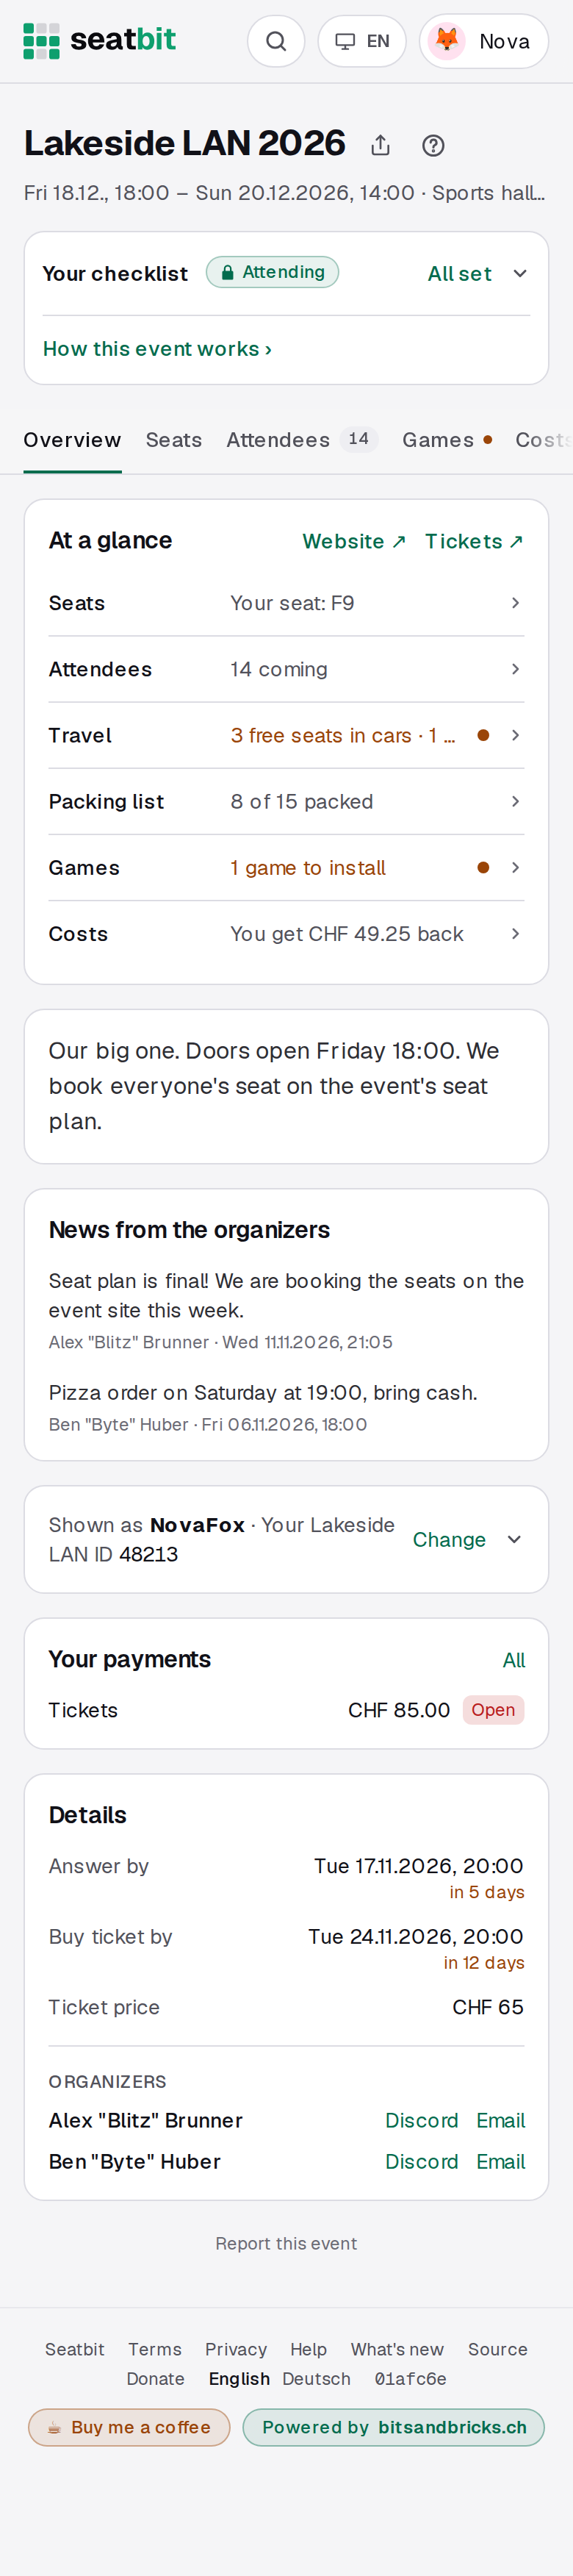 seatbit EN Nova
Lakeside LAN 2026
Fri 18.12., 18:00 – Sun 20.12.2026, 14:00 · Sports hall…
Your checklist Attending All set
How this event works ›
Overview Seats Attendees 14 Games Costs
At a glance Website ↗ Tickets ↗
Seats Your seat: F9
Attendees 14 coming
Travel 3 free seats in cars · 1 …
Packing list 8 of 15 packed
Games 1 game to install
Costs You get CHF 49.25 back
Our big one. Doors open Friday 18:00. We
book everyone's seat on the event's seat
plan.
News from the organizers
Seat plan is final! We are booking the seats on the
event site this week.
Alex "Blitz" Brunner · Wed 11.11.2026, 21:05
Pizza order on Saturday at 19:00, bring cash.
Ben "Byte" Huber · Fri 06.11.2026, 18:00
Shown as NovaFox · Your Lakeside
LAN ID 48213
Change
Your payments All
Tickets CHF 85.00 Open
Details
Answer by Tue 17.11.2026, 20:00
in 5 days
Buy ticket by Tue 24.11.2026, 20:00
in 12 days
Ticket price CHF 65
ORGANIZERS
Alex "Blitz" Brunner Discord Email
Ben "Byte" Huber Discord Email
Report this event
Seatbit Terms Privacy Help What's new Source
Donate English Deutsch 01afc6e
Buy me a coffee Powered by bitsandbricks.ch